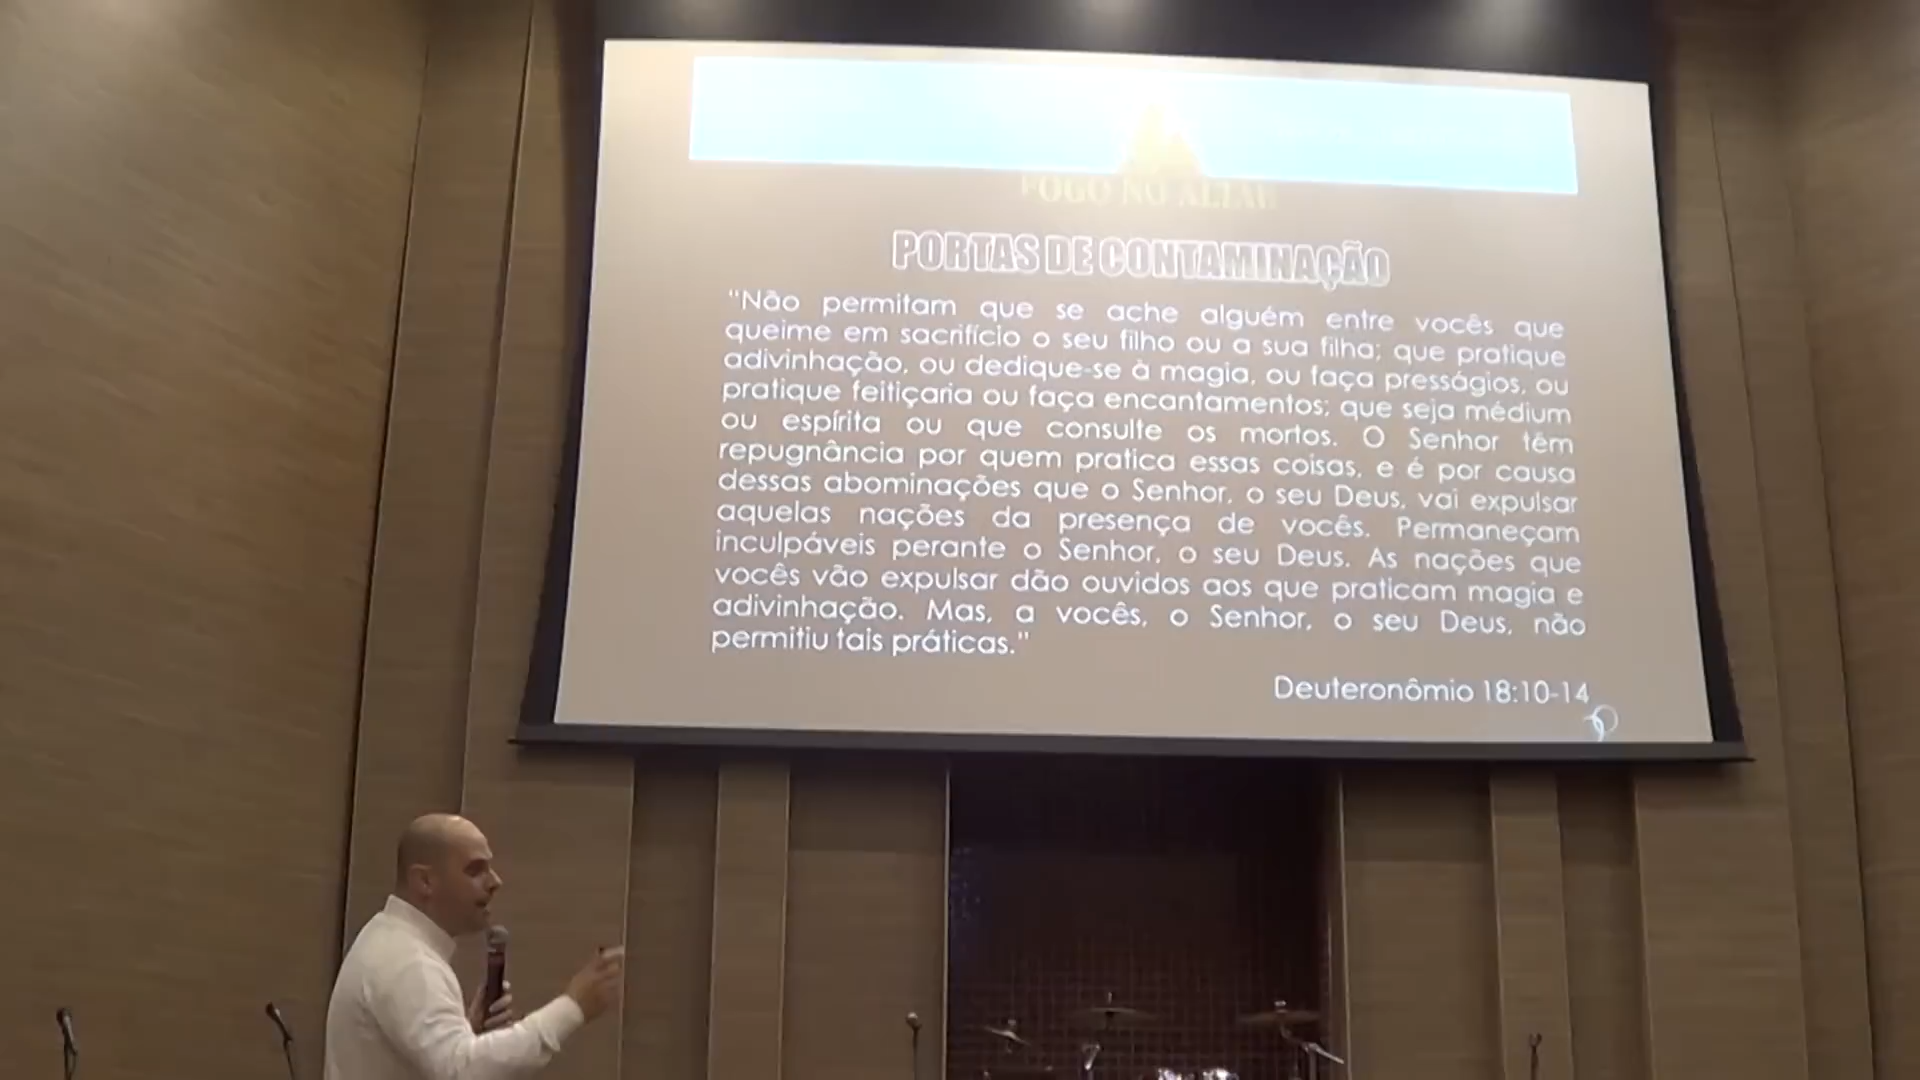 FOGO NO ALTAR
PORTAS DE CONTAMINAÇÃO
"Não permitam que se ache alguém entre vocês que
queime em sacrifício o seu filho ou a sua filha; que pratique
adivinhação, ou dedique-se à magia, ou faça presságios, ou
pratique feitiçaria ou faça encantamentos; que seja médium
ou espírita ou que consulte os mortos. O Senhor têm
repugnância por quem pratica essas coisas, e é por causa
dessas abominações que o Senhor, o seu Deus, vai expulsar
aquelas nações da presença de vocês. Permaneçam
inculpáveis perante o Senhor, o seu Deus. As nações que
vocês vão expulsar dão ouvidos aos que praticam magia e
adivinhação. Mas, a vocês, o Senhor, o seu Deus, não
permitiu tais práticas."
Deuteronômio 18:10-14